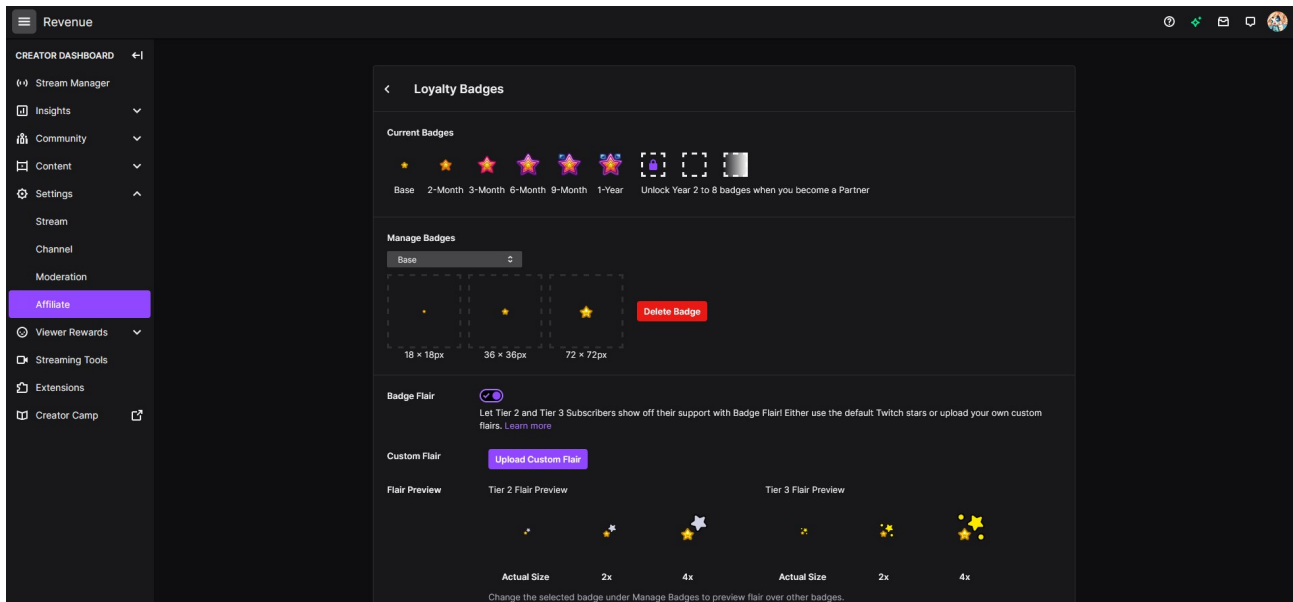 Revenue
CREATOR DASHBOARD
Stream Manager
Insights
Community
Content
Settings
Stream
Channel
Moderation
Affiliate
Viewer Rewards
Streaming Tools
Extensions
Creator Camp
Loyalty Badges
Current Badges
Base 2-Month 3-Month 6-Month 9-Month 1-Year Unlock Year 2 to 8 badges when you become a Partner
Manage Badges
Base
Delete Badge
18 × 18px 36 × 36px 72 × 72px
Badge Flair
Let Tier 2 and Tier 3 Subscribers show off their support with Badge Flair! Either use the default Twitch stars or upload your own custom
flairs. Learn more
Custom Flair Upload Custom Flair
Flair Preview Tier 2 Flair Preview Tier 3 Flair Preview
Actual Size 2x 4x Actual Size 2x 4x
Change the selected badge under Manage Badges to preview flair over other badges.